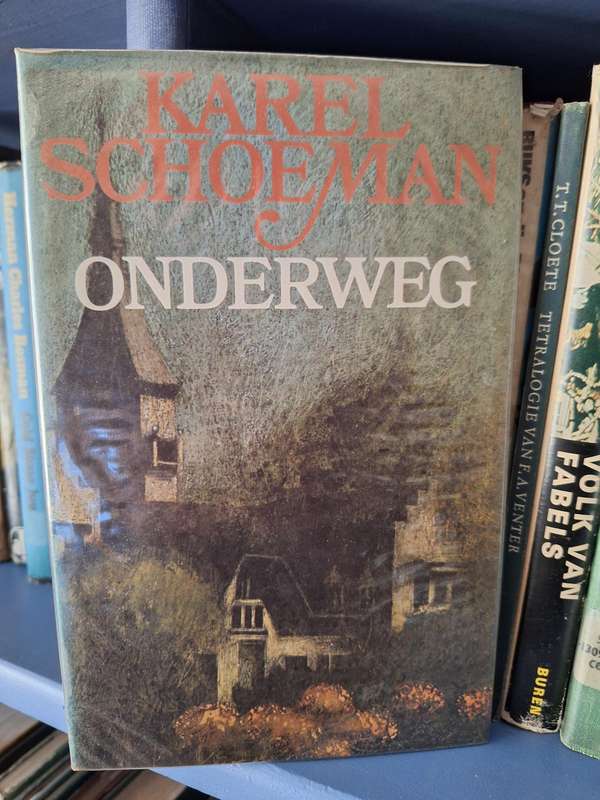 KAREL
SCHOEMAN
ONDERWEG
T. T. CLOETE TETRALOGIE VAN F.A. VENTER
VOLK VAN
FABELS
BUREN